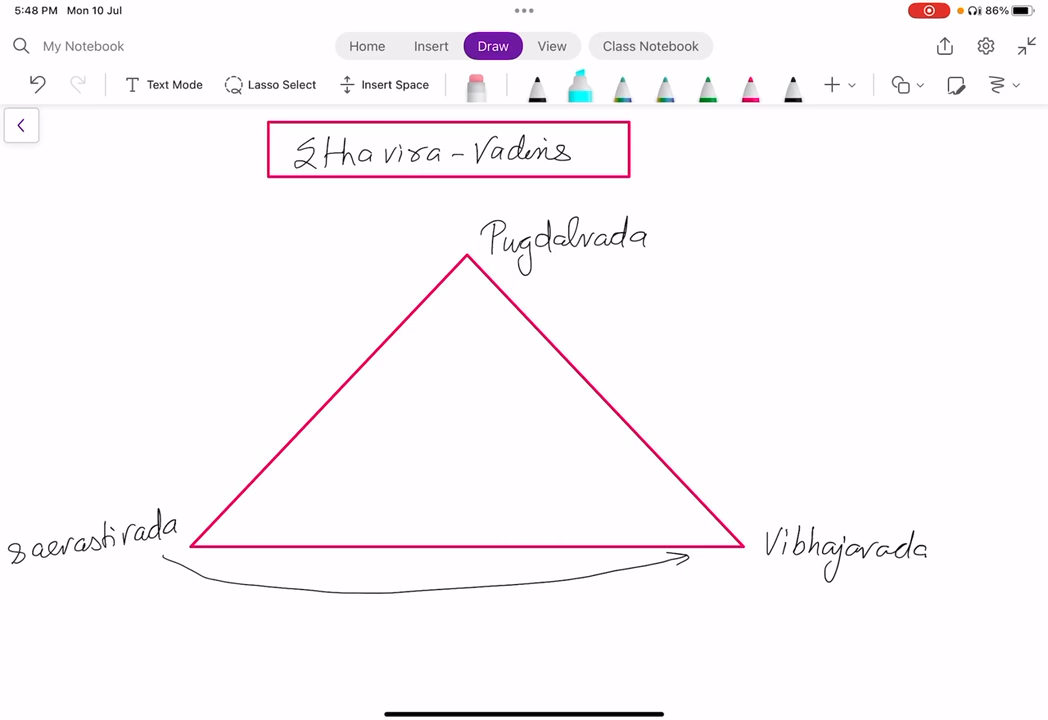 5:48 PM Mon 10 Jul
86%
My Notebook
Home Insert Draw View Class Notebook
Text Mode Lasso Select Insert Space
Sthavira - Vadins
Pugdalvada
saervastivada
Vibhajavada